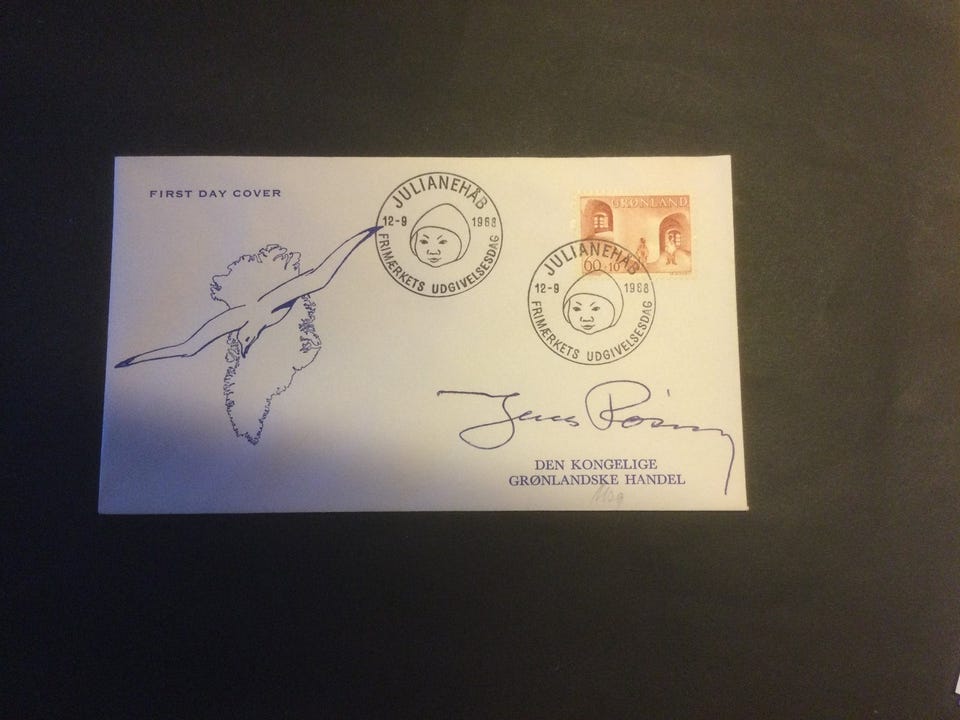 FIRST DAY COVER
JULIANEHÅB
12-9 1968
FRIMÆRKETS UDGIVELSESDAG
GRØNLAND
60+10
JULIANEHÅB
12-9 1968
FRIMÆRKETS UDGIVELSESDAG
Jens Rosing
DEN KONGELIGE
GRØNLANDSKE HANDEL